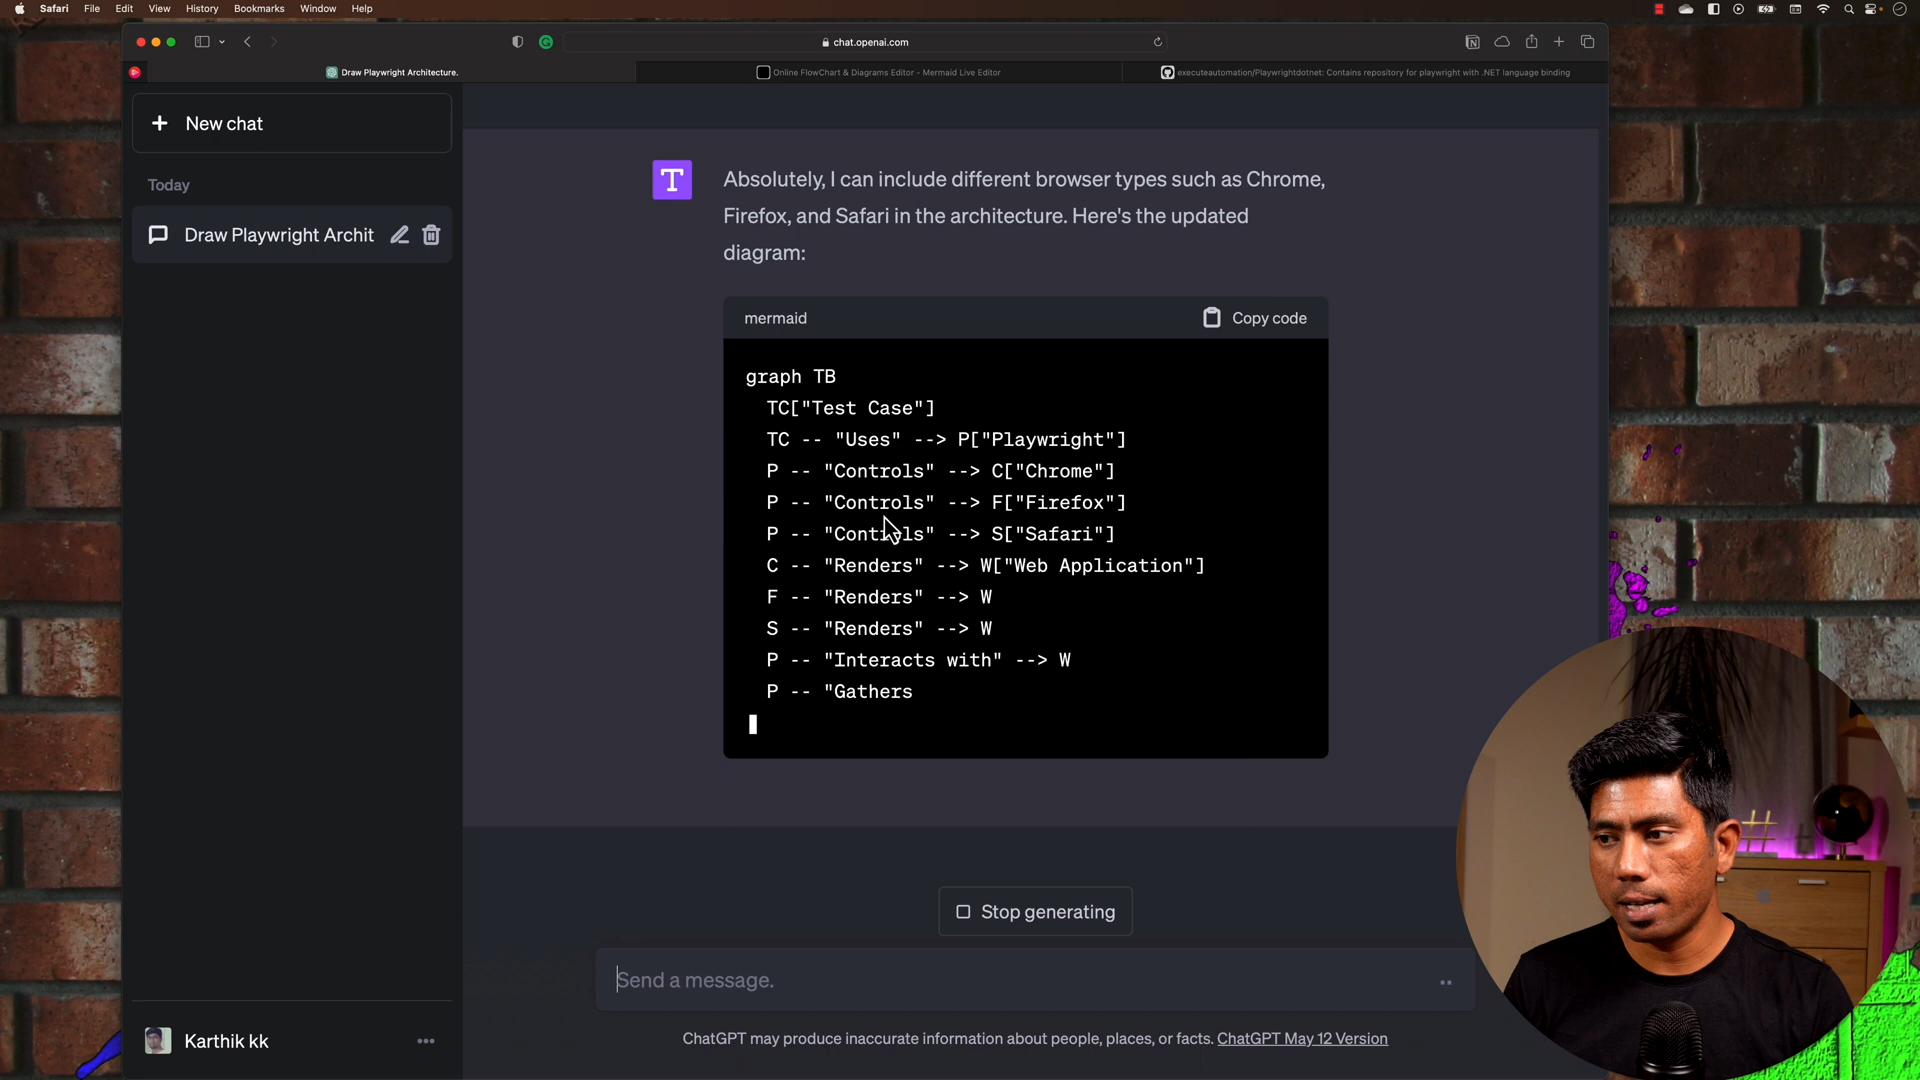 Safari File Edit View History Bookmarks Window Help
chat.openai.com
Draw Playwright Architecture.
Online FlowChart & Diagrams Editor - Mermaid Live Editor
executeautomation/Playwrightdotnet: Contains repository for playwright with .NET language binding
+ New chat
Today
Draw Playwright Archit
T
Absolutely, I can include different browser types such as Chrome,
Firefox, and Safari in the architecture. Here's the updated
diagram:
mermaid
Copy code
graph TB
TC["Test Case"]
TC -- "Uses" --> P["Playwright"]
P -- "Controls" --> C["Chrome"]
P -- "Controls" --> F["Firefox"]
P -- "Controls" --> S["Safari"]
C -- "Renders" --> W["Web Application"]
F -- "Renders" --> W
S -- "Renders" --> W
P -- "Interacts with" --> W
P -- "Gathers
Stop generating
Send a message.
ChatGPT may produce inaccurate information about people, places, or facts. ChatGPT May 12 Version
Karthik kk